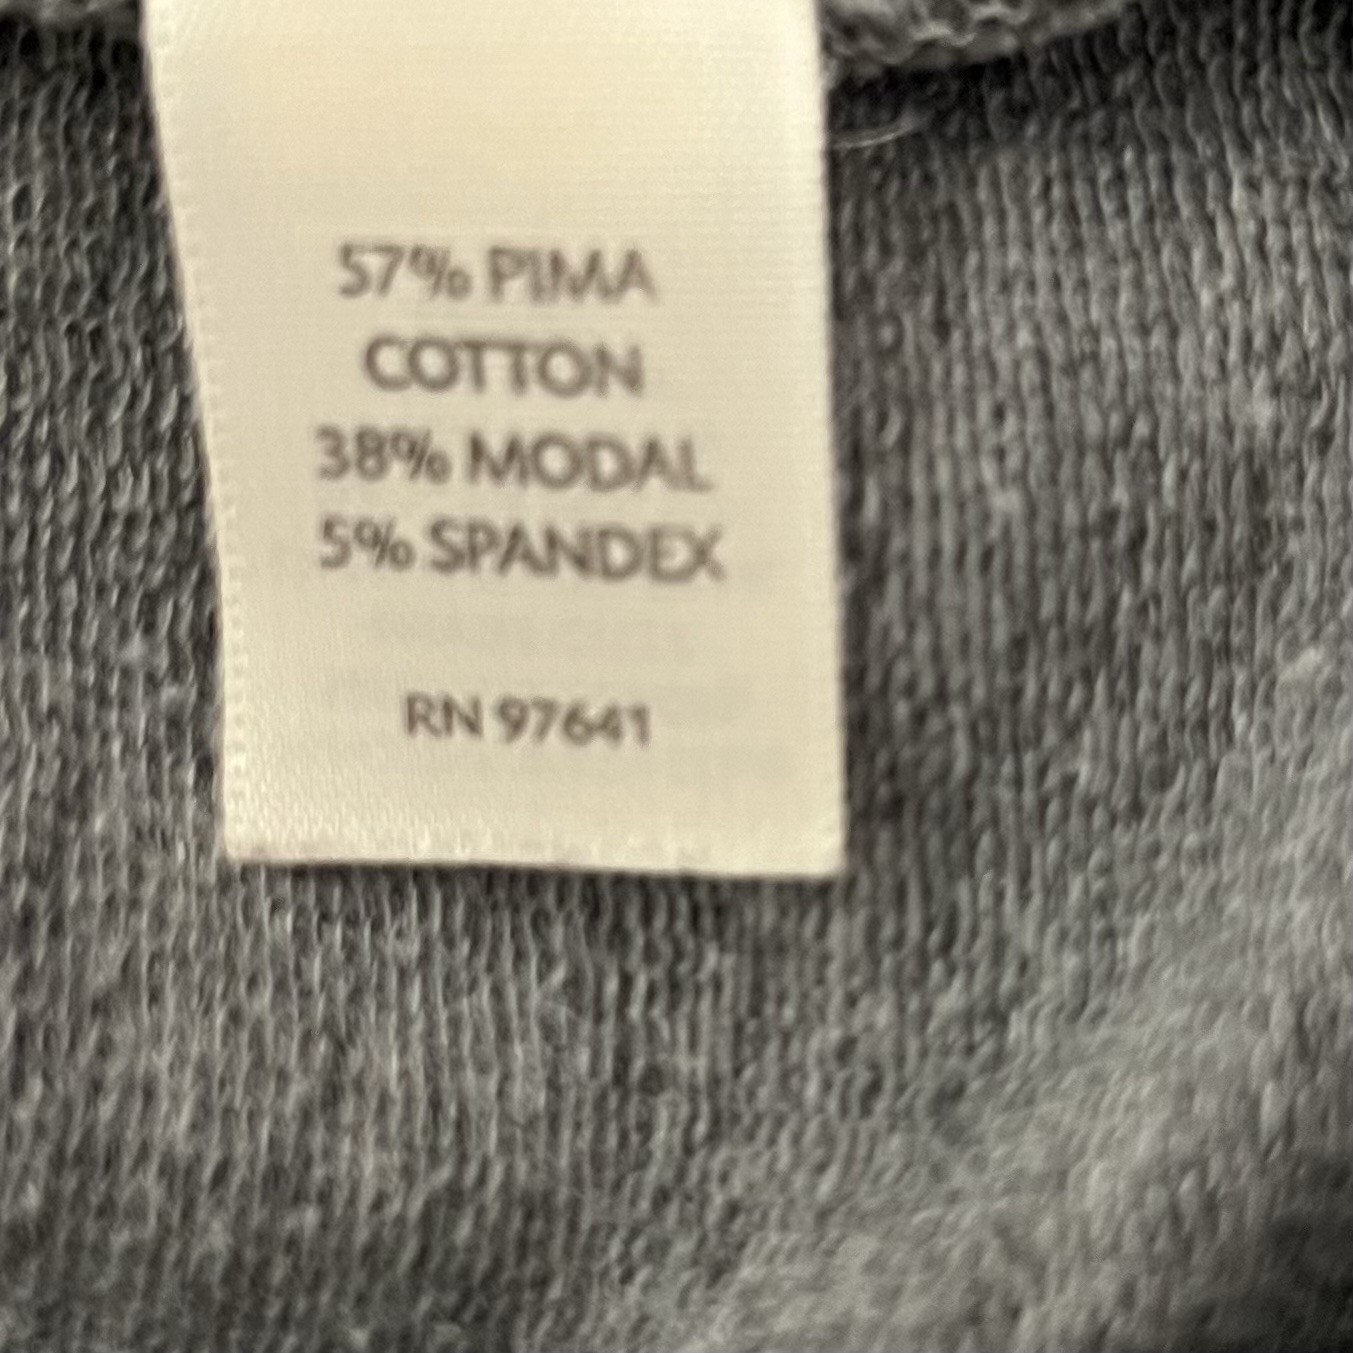 57% PIMA
COTTON
38% MODAL
5% SPANDEX
RN 97641